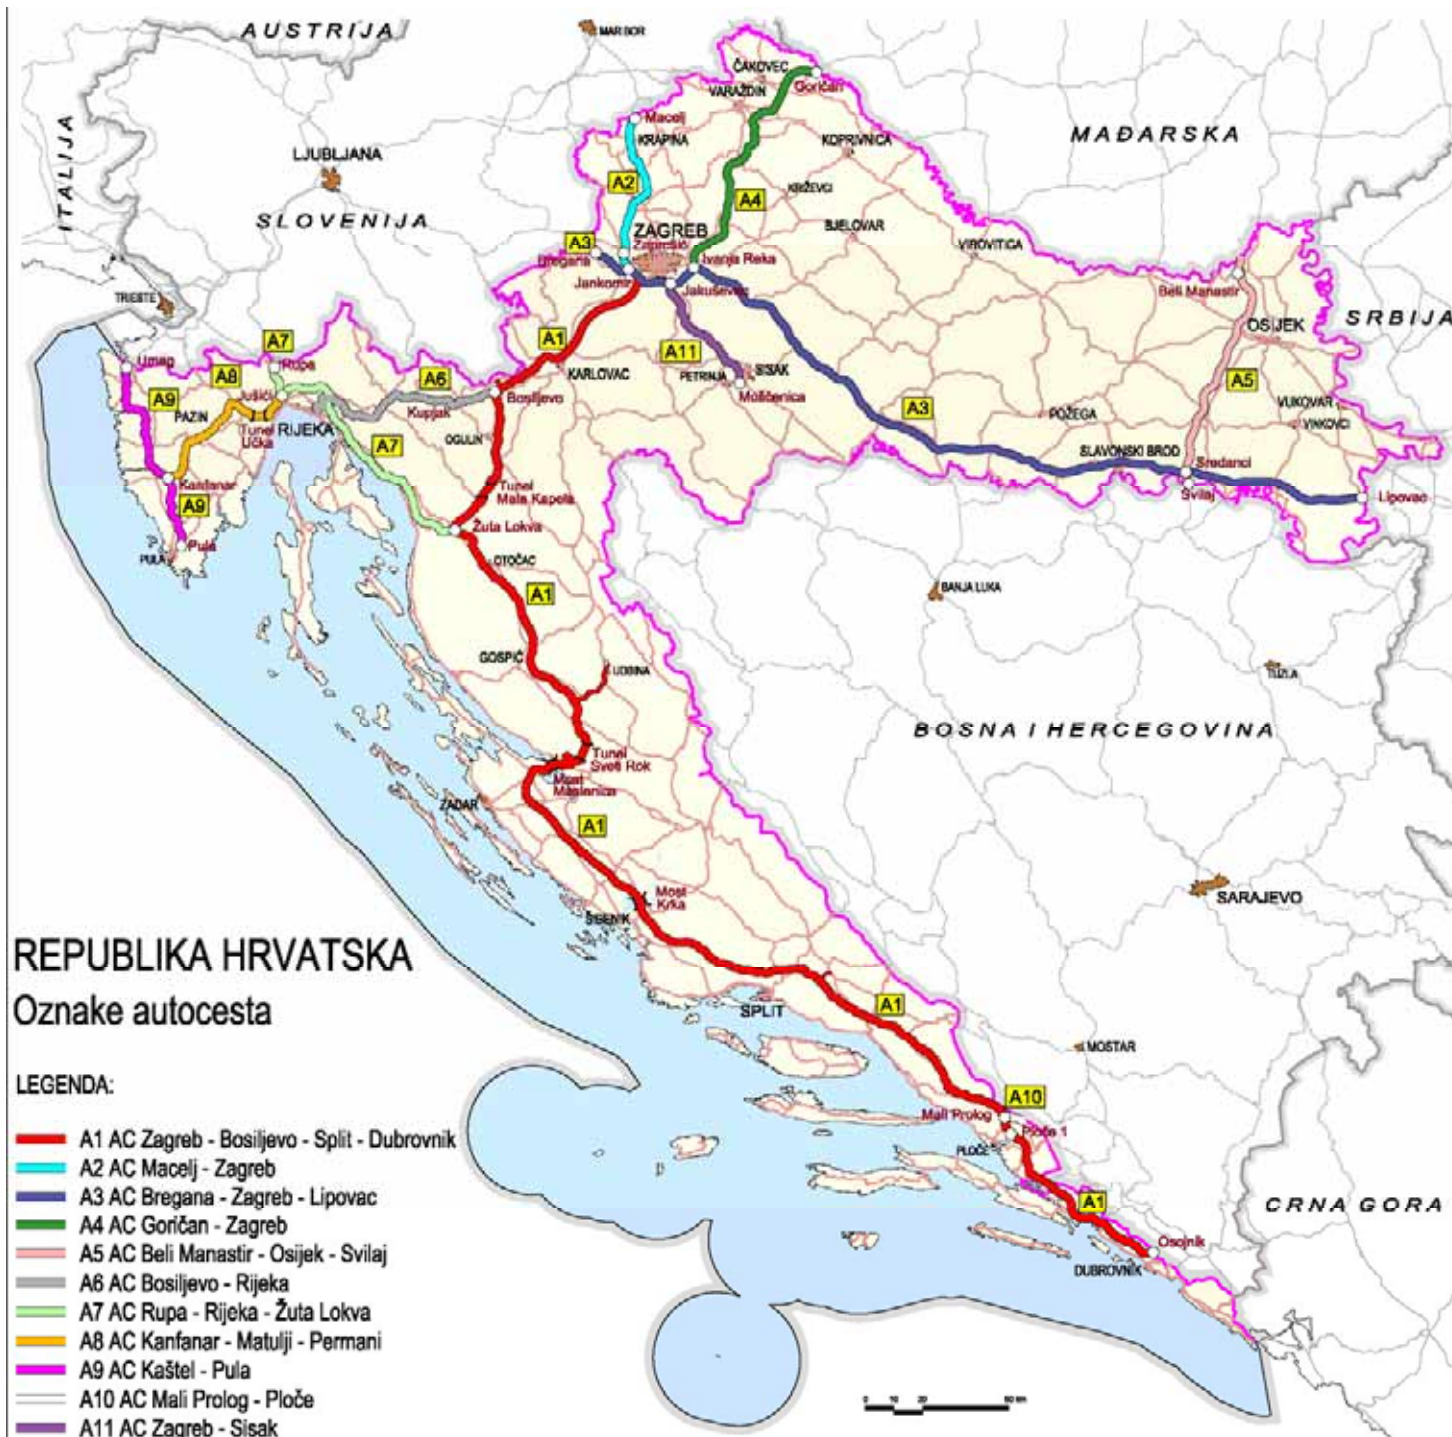 AUSTRIJA
MARIBOR
ČAKOVEC
Goričan
VARAŽDIN
Macelj
ITALIJA
KRAPINA
KOPRIVNICA
MAĐARSKA
LJUBLJANA
A2
A4
KRIŽEVCI
SLOVENIJA
ZAGREB
BJELOVAR
VIROVITICA
A3
Zaprešić
Bregana
Ivanja Reka
Jankomir
Jakuševec
Beli Manastir
TRIESTE
OSIJEK
SRBIJA
A7
A1
A11
Umag
Rupa
A8
A6
KARLOVAC
PETRINJA
SISAK
A5
A9
Jušići
Bosiljevo
Mošćenica
PAZIN
Kupjak
A3
POŽEGA
VUKOVAR
Tunel
Učka
RIJEKA
OGULIN
VINKOVCI
A7
SLAVONSKI BROD
Sredanci
Kanfanar
Tunel
Mala Kapela
Svilaj
Lipovac
A9
Žuta Lokva
PULA
Pula
OTOČAC
BANJA LUKA
A1
GOSPIĆ
UDBINA
TUZLA
BOSNA I HERCEGOVINA
Tunel
Sveti Rok
Most
Maslenica
ZADAR
A1
Most
Krka
SARAJEVO
ŠIBENIK
REPUBLIKA HRVATSKA
Oznake autocesta
A1
SPLIT
MOSTAR
LEGENDA:
A10
Mali Prolog
Ploče 1
PLOČE
A1
CRNA GORA
Osojnik
DUBROVNIK
A1 AC Zagreb - Bosiljevo - Split - Dubrovnik
A2 AC Macelj - Zagreb
A3 AC Bregana - Zagreb - Lipovac
A4 AC Goričan - Zagreb
A5 AC Beli Manastir - Osijek - Svilaj
A6 AC Bosiljevo - Rijeka
A7 AC Rupa - Rijeka - Žuta Lokva
A8 AC Kanfanar - Matulji - Permani
A9 AC Kaštel - Pula
A10 AC Mali Prolog - Ploče
A11 AC Zagreb - Sisak